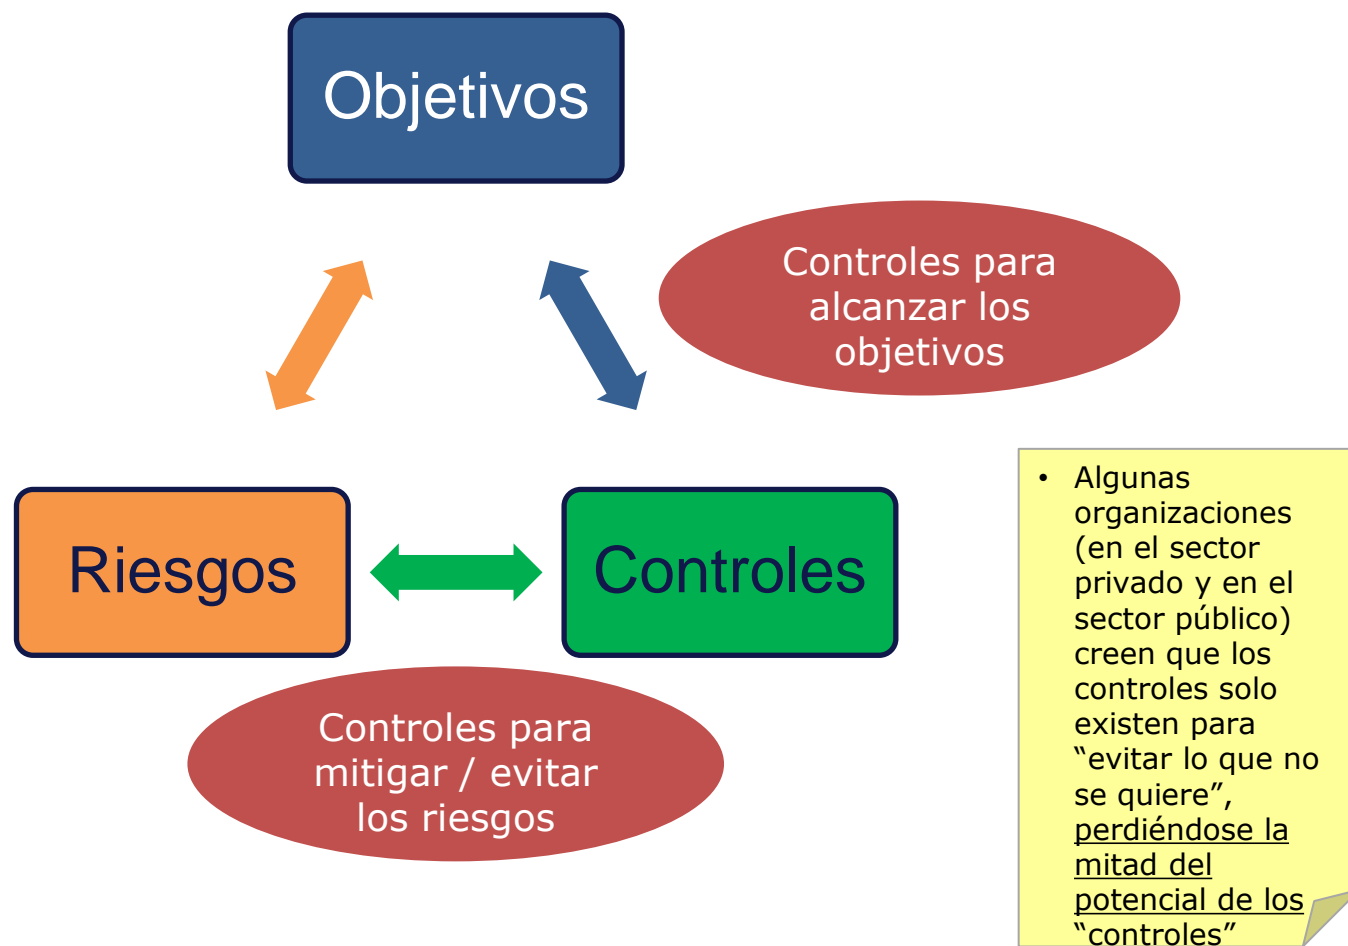 Objetivos
Controles para
alcanzar los
objetivos
Riesgos
Controles
Controles para
mitigar / evitar
los riesgos
• Algunas
organizaciones
(en el sector
privado y en el
sector público)
creen que los
controles solo
existen para
“evitar lo que no
se quiere”,
perdiéndose la
mitad del
potencial de los
“controles”